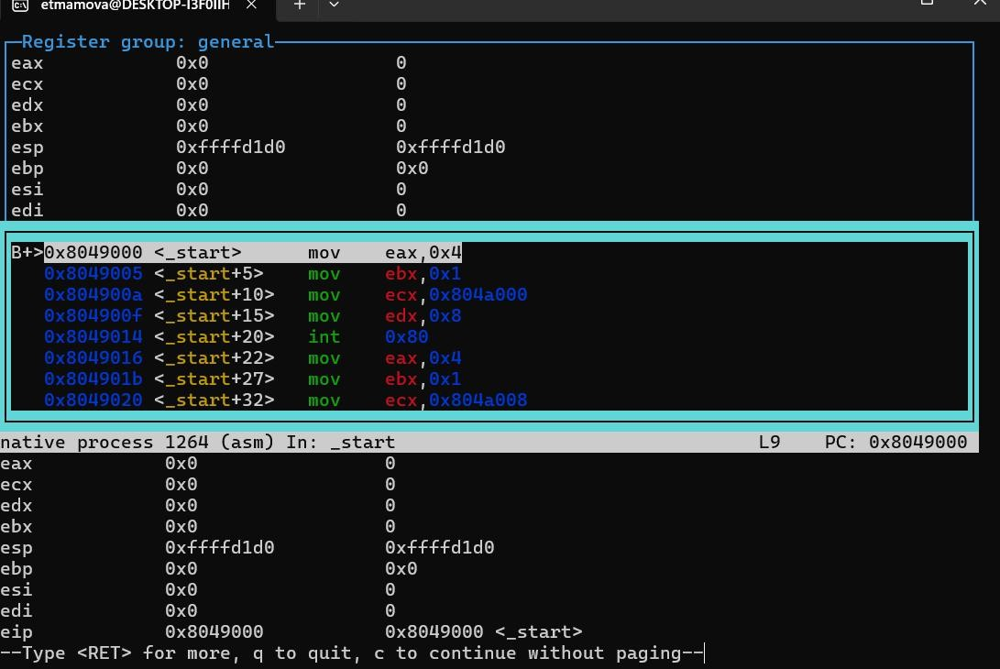 etmamova@DESKTOP-I3F0IIH
Register group: general
eax 0x0 0
ecx 0x0 0
edx 0x0 0
ebx 0x0 0
esp 0xffffd1d0 0xffffd1d0
ebp 0x0 0x0
esi 0x0 0
edi 0x0 0
B+>0x8049000 <_start> mov eax,0x4
0x8049005 <_start+5> mov ebx,0x1
0x804900a <_start+10> mov ecx,0x804a000
0x804900f <_start+15> mov edx,0x8
0x8049014 <_start+20> int 0x80
0x8049016 <_start+22> mov eax,0x4
0x804901b <_start+27> mov ebx,0x1
0x8049020 <_start+32> mov ecx,0x804a008
native process 1264 (asm) In: _start L9 PC: 0x8049000
eax 0x0 0
ecx 0x0 0
edx 0x0 0
ebx 0x0 0
esp 0xffffd1d0 0xffffd1d0
ebp 0x0 0x0
esi 0x0 0
edi 0x0 0
eip 0x8049000 0x8049000 <_start>
--Type <RET> for more, q to quit, c to continue without paging--